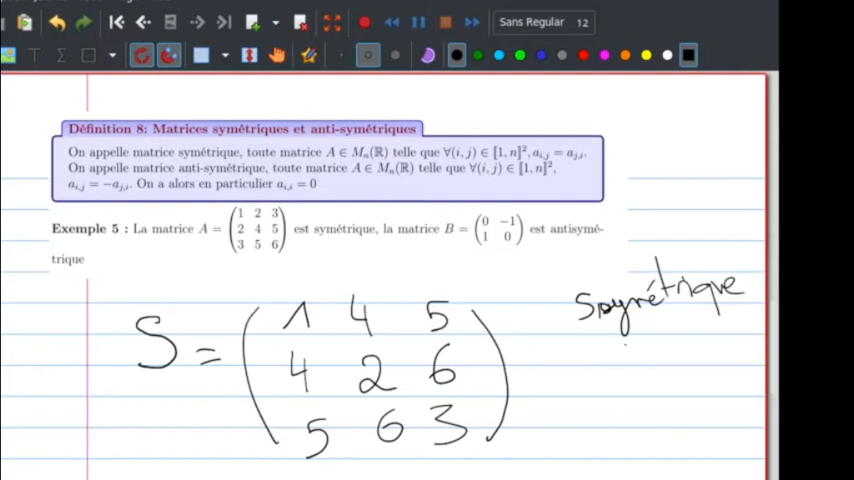 Sans Regular 12
Définition 8: Matrices symétriques et anti-symétriques
On appelle matrice symétrique, toute matrice A ∈ Mₙ(ℝ) telle que ∀(i, j) ∈ ⟦1, n⟧², aᵢ,ⱼ = aⱼ,ᵢ.
On appelle matrice anti-symétrique, toute matrice A ∈ Mₙ(ℝ) telle que ∀(i, j) ∈ ⟦1, n⟧²,
aᵢ,ⱼ = −aⱼ,ᵢ. On a alors en particulier aᵢ,ᵢ = 0
1 2 3
Exemple 5 : La matrice A = ( 2 4 5 ) est symétrique, la matrice B = ( 0 −1 ; 1 0 ) est antisymé-
3 5 6
trique
symétrique
1 4 5
S = ( 4 2 6 )
5 6 3